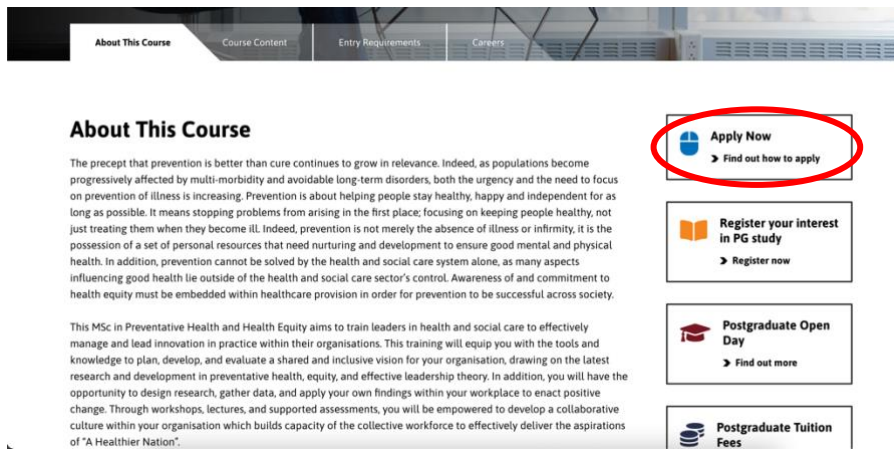 About This Course
Course Content
Entry Requirements
Careers
About This Course
The precept that prevention is better than cure continues to grow in relevance. Indeed, as populations become
progressively affected by multi-morbidity and avoidable long-term disorders, both the urgency and the need to focus
on prevention of illness is increasing. Prevention is about helping people stay healthy, happy and independent for as
long as possible. It means stopping problems from arising in the first place; focusing on keeping people healthy, not
just treating them when they become ill. Indeed, prevention is not merely the absence of illness or infirmity, it is the
possession of a set of personal resources that need nurturing and development to ensure good mental and physical
health. In addition, prevention cannot be solved by the health and social care system alone, as many aspects
influencing good health lie outside of the health and social care sector's control. Awareness of and commitment to
health equity must be embedded within healthcare provision in order for prevention to be successful across society.
This MSc in Preventative Health and Health Equity aims to train leaders in health and social care to effectively
manage and lead innovation in practice within their organisations. This training will equip you with the tools and
knowledge to plan, develop, and evaluate a shared and inclusive vision for your organisation, drawing on the latest
research and development in preventative health, equity, and effective leadership theory. In addition, you will have the
opportunity to design research, gather data, and apply your own findings within your workplace to enact positive
change. Through workshops, lectures, and supported assessments, you will be empowered to develop a collaborative
culture within your organisation which builds capacity of the collective workforce to effectively deliver the aspirations
of "A Healthier Nation".
Apply Now
Find out how to apply
Register your interest
in PG study
Register now
Postgraduate Open
Day
Find out more
Postgraduate Tuition
Fees